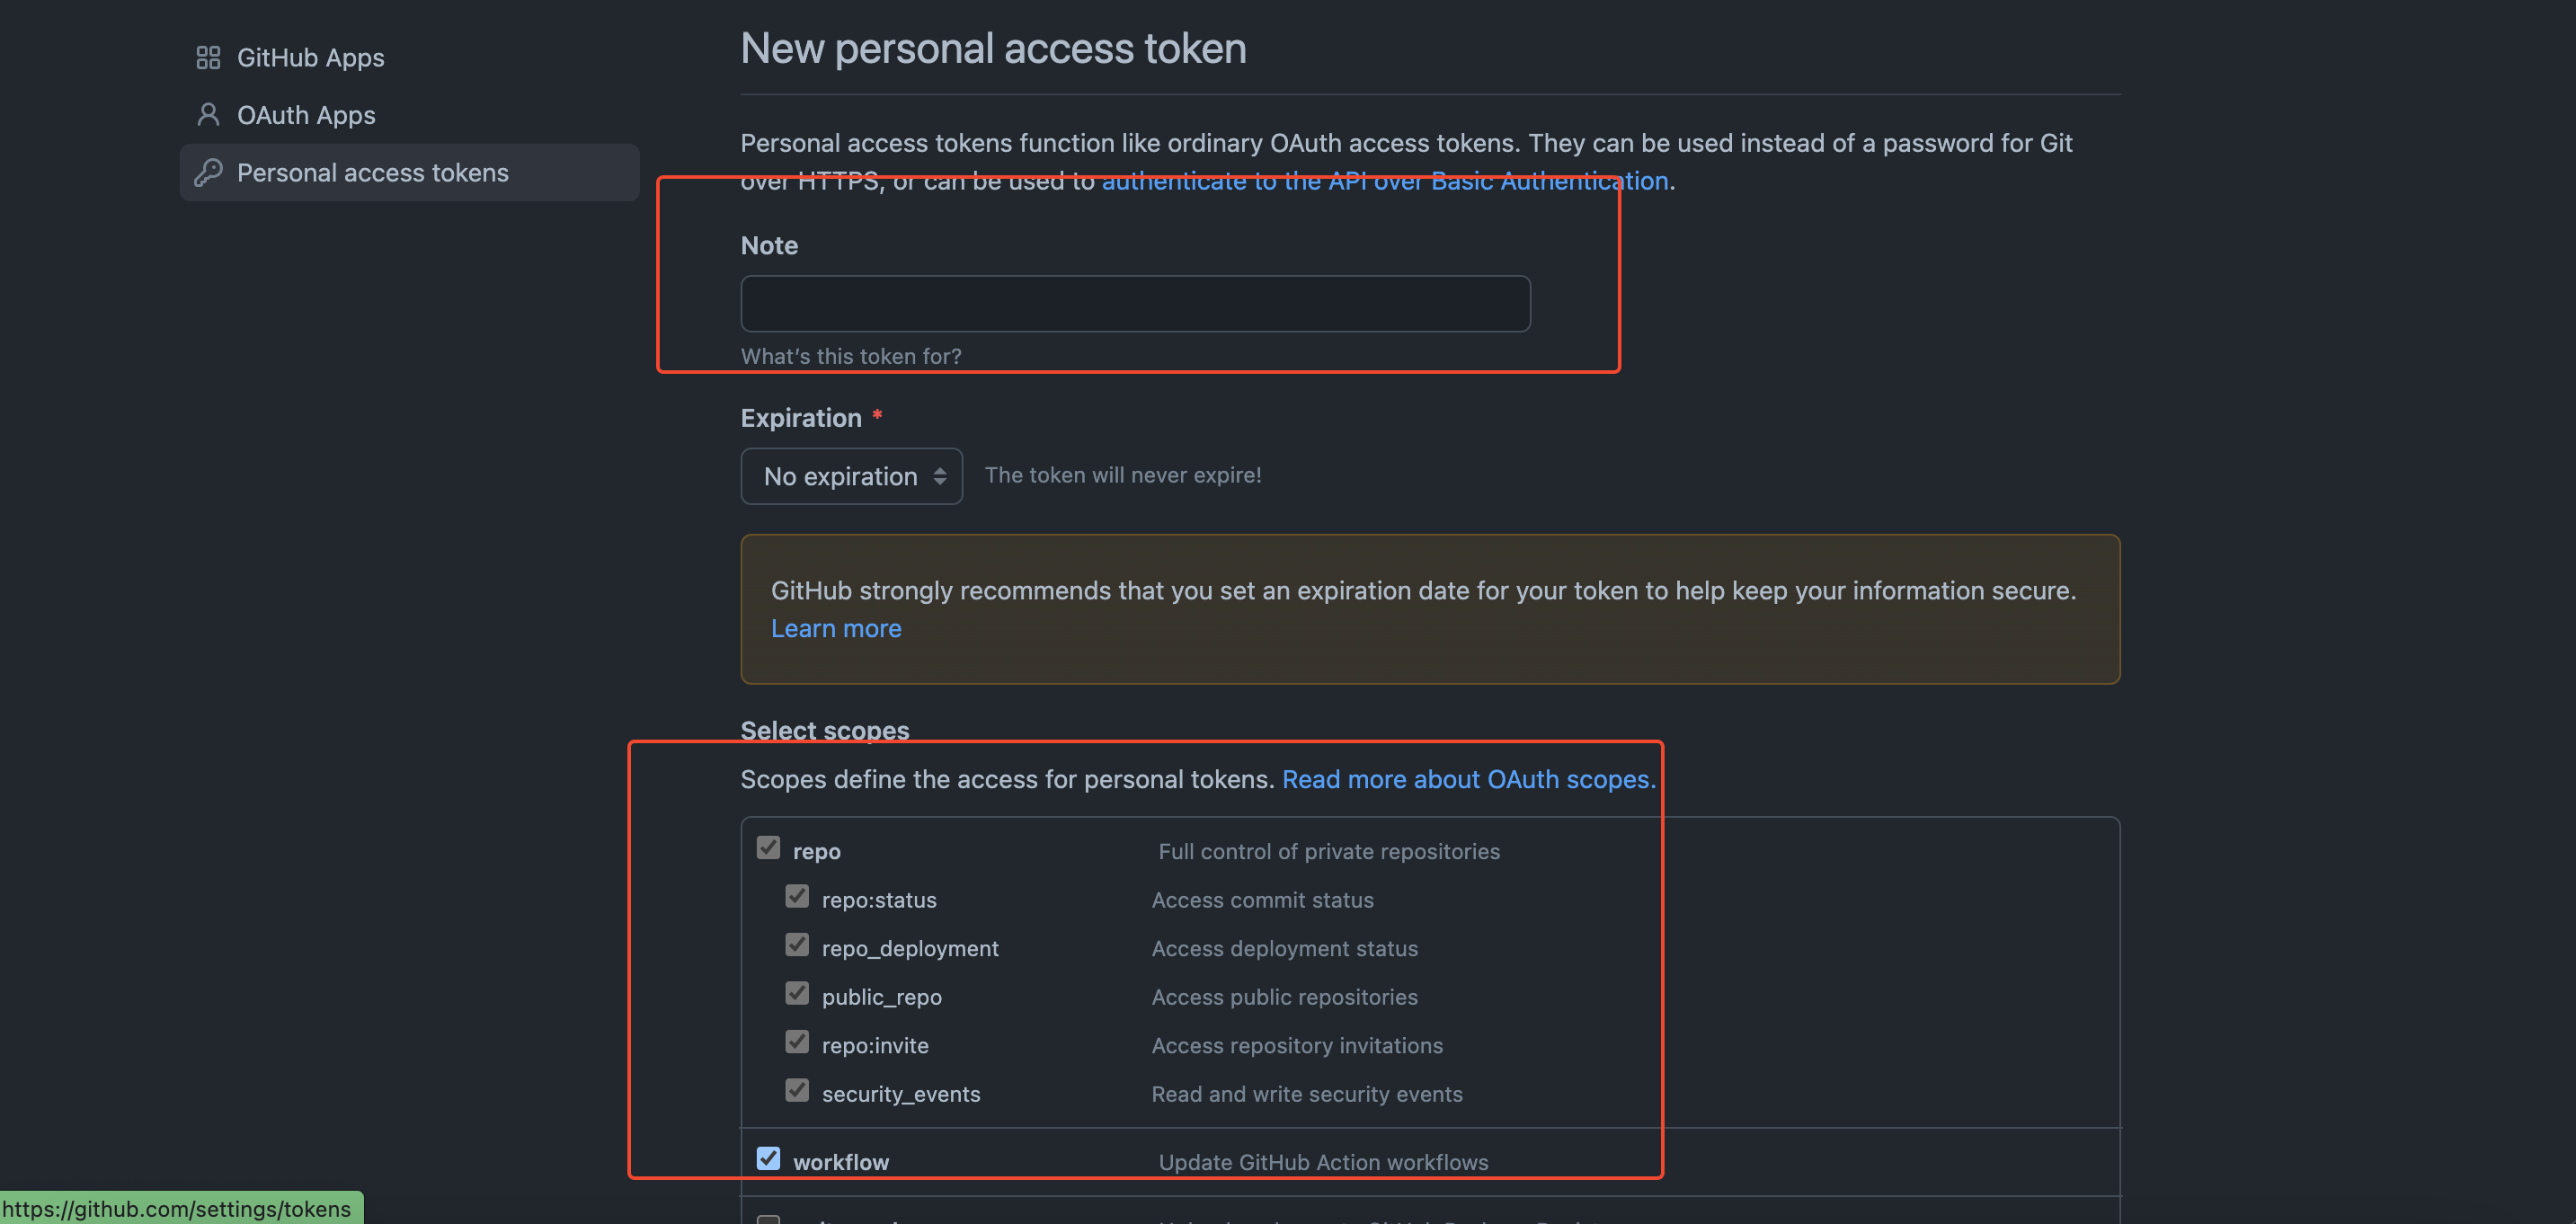 GitHub Apps
OAuth Apps
Personal access tokens
New personal access token
Personal access tokens function like ordinary OAuth access tokens. They can be used instead of a password for Git
over HTTPS, or can be used to authenticate to the API over Basic Authentication.
Note
What's this token for?
Expiration *
No expiration The token will never expire!
GitHub strongly recommends that you set an expiration date for your token to help keep your information secure.
Learn more
Select scopes
Scopes define the access for personal tokens. Read more about OAuth scopes.
repo Full control of private repositories
repo:status Access commit status
repo_deployment Access deployment status
public_repo Access public repositories
repo:invite Access repository invitations
security_events Read and write security events
workflow Update GitHub Action workflows
https://github.com/settings/tokens